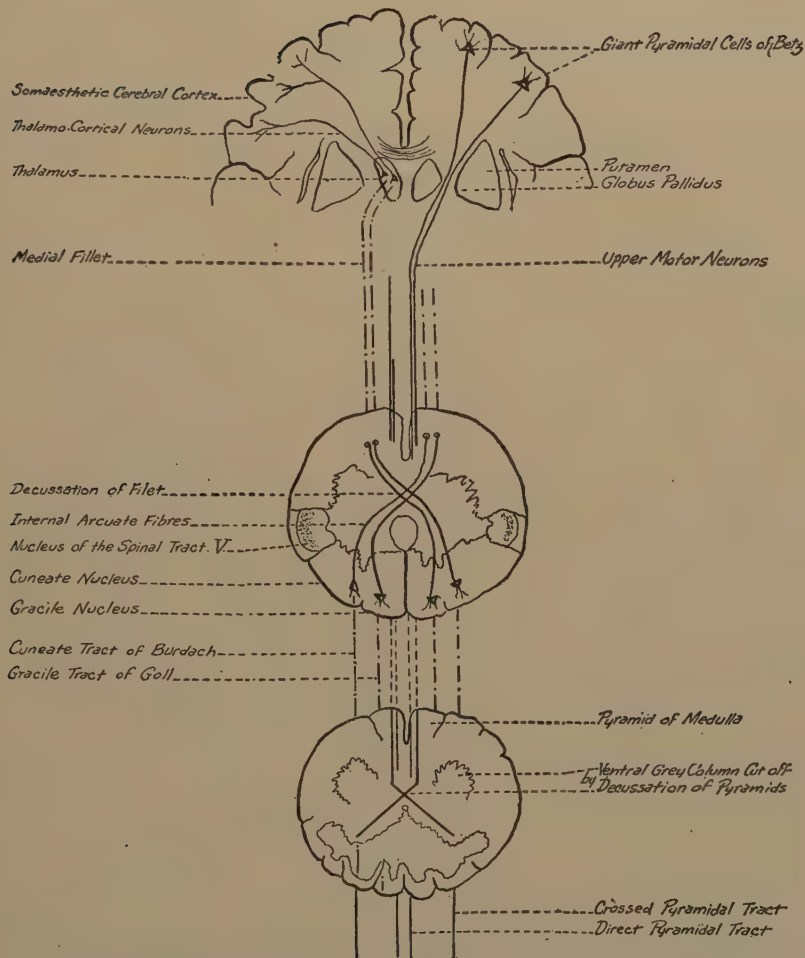 Giant Pyramidal Cells of Betz
Somaesthetic Cerebral Cortex
Thalamo-Cortical Neurons
Thalamus
Putamen
Globus Pallidus
Medial Fillet
Upper Motor Neurons
Decussation of Filet
Internal Arcuate Fibres
Nucleus of the Spinal Tract. V
Cuneate Nucleus
Gracile Nucleus
Cuneate Tract of Burdach
Gracile Tract of Goll
Pyramid of Medulla
Ventral Grey Column Cut off
by Decussation of Pyramids
Crossed Pyramidal Tract
Direct Pyramidal Tract